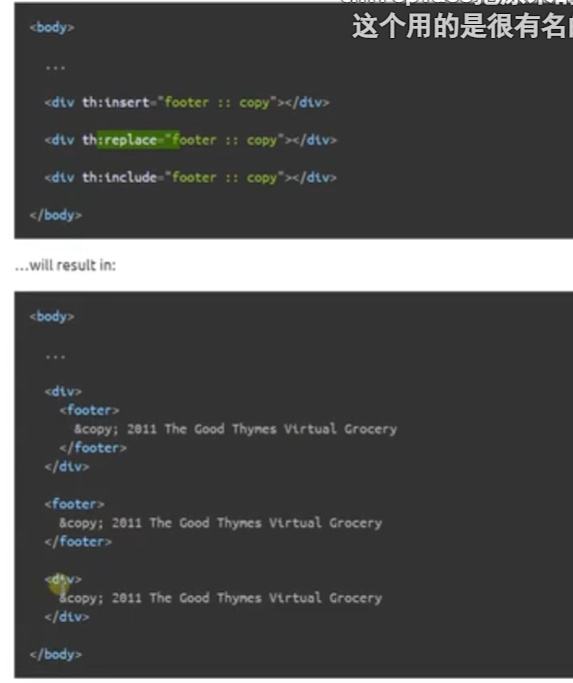 这个用的是很有名的
<body>
...
<div th:insert="footer :: copy"></div>
<div th:replace="footer :: copy"></div>
<div th:include="footer :: copy"></div>
</body>
...will result in:
<body>
...
<div>
<footer>
&copy; 2011 The Good Thymes Virtual Grocery
</footer>
</div>
<footer>
&copy; 2011 The Good Thymes Virtual Grocery
</footer>
<div>
&copy; 2011 The Good Thymes Virtual Grocery
</div>
</body>